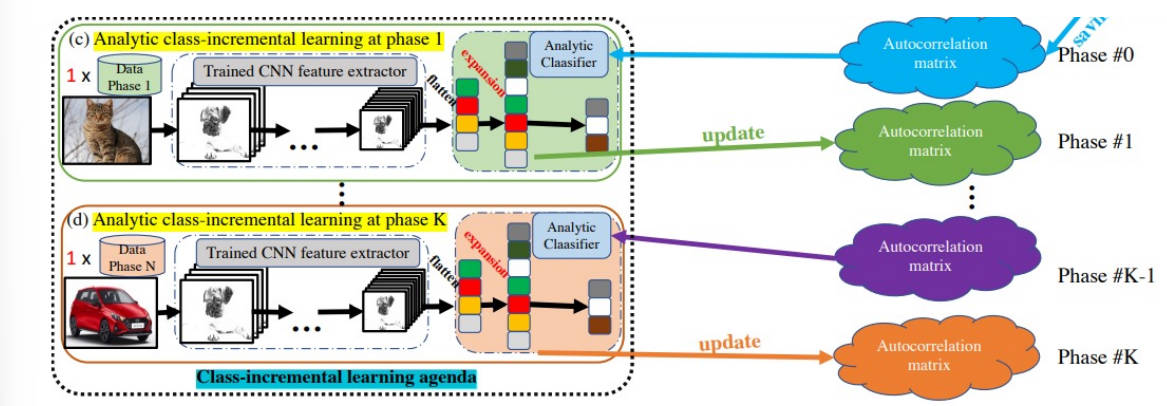 (c) Analytic class-incremental learning at phase 1
1 x
Data
Phase 1
Trained CNN feature extractor
flatten
expansion
Analytic
Claasifier
...
Autocorrelation
matrix
Phase #0
update
Autocorrelation
matrix
Phase #1
(d) Analytic class-incremental learning at phase K
1 x
Data
Phase N
Trained CNN feature extractor
flatten
expansion
Analytic
Claasifier
...
Autocorrelation
matrix
Phase #K-1
update
Autocorrelation
matrix
Phase #K
Class-incremental learning agenda